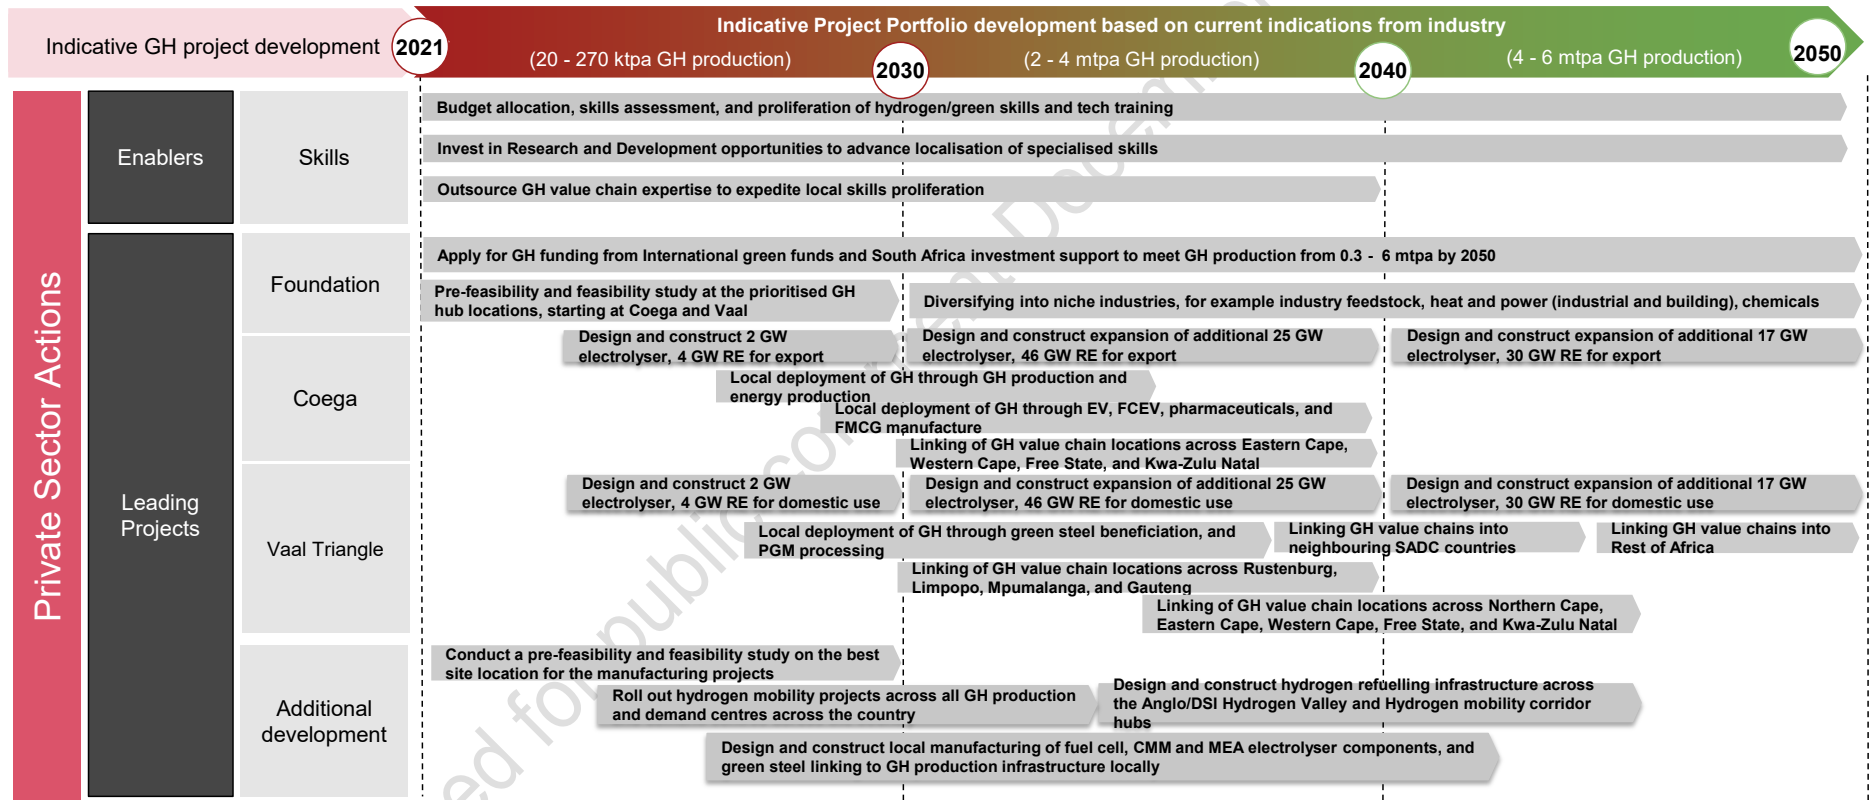 Indicative GH project development
2021
Indicative Project Portfolio development based on current indications from industry
(20 - 270 ktpa GH production)
2030
(2 - 4 mtpa GH production)
2040
(4 - 6 mtpa GH production)
2050
Private Sector Actions
Enablers
Skills
Budget allocation, skills assessment, and proliferation of hydrogen/green skills and tech training
Invest in Research and Development opportunities to advance localisation of specialised skills
Outsource GH value chain expertise to expedite local skills proliferation
Leading
Projects
Foundation
Apply for GH funding from International green funds and South Africa investment support to meet GH production from 0.3 - 6 mtpa by 2050
Pre-feasibility and feasibility study at the prioritised GH
hub locations, starting at Coega and Vaal
Diversifying into niche industries, for example industry feedstock, heat and power (industrial and building), chemicals
Coega
Design and construct 2 GW
electrolyser, 4 GW RE for export
Design and construct expansion of additional 25 GW
electrolyser, 46 GW RE for export
Design and construct expansion of additional 17 GW
electrolyser, 30 GW RE for export
Local deployment of GH through GH production and
energy production
Local deployment of GH through EV, FCEV, pharmaceuticals, and
FMCG manufacture
Linking of GH value chain locations across Eastern Cape,
Western Cape, Free State, and Kwa-Zulu Natal
Vaal Triangle
Design and construct 2 GW
electrolyser, 4 GW RE for domestic use
Design and construct expansion of additional 25 GW
electrolyser, 46 GW RE for domestic use
Design and construct expansion of additional 17 GW
electrolyser, 30 GW RE for domestic use
Local deployment of GH through green steel beneficiation, and
PGM processing
Linking GH value chains into
neighbouring SADC countries
Linking GH value chains into
Rest of Africa
Linking of GH value chain locations across Rustenburg,
Limpopo, Mpumalanga, and Gauteng
Linking of GH value chain locations across Northern Cape,
Eastern Cape, Western Cape, Free State, and Kwa-Zulu Natal
Additional
development
Conduct a pre-feasibility and feasibility study on the best
site location for the manufacturing projects
Roll out hydrogen mobility projects across all GH production
and demand centres across the country
Design and construct hydrogen refuelling infrastructure across
the Anglo/DSI Hydrogen Valley and Hydrogen mobility corridor
hubs
Design and construct local manufacturing of fuel cell, CMM and MEA electrolyser components, and
green steel linking to GH production infrastructure locally
for public